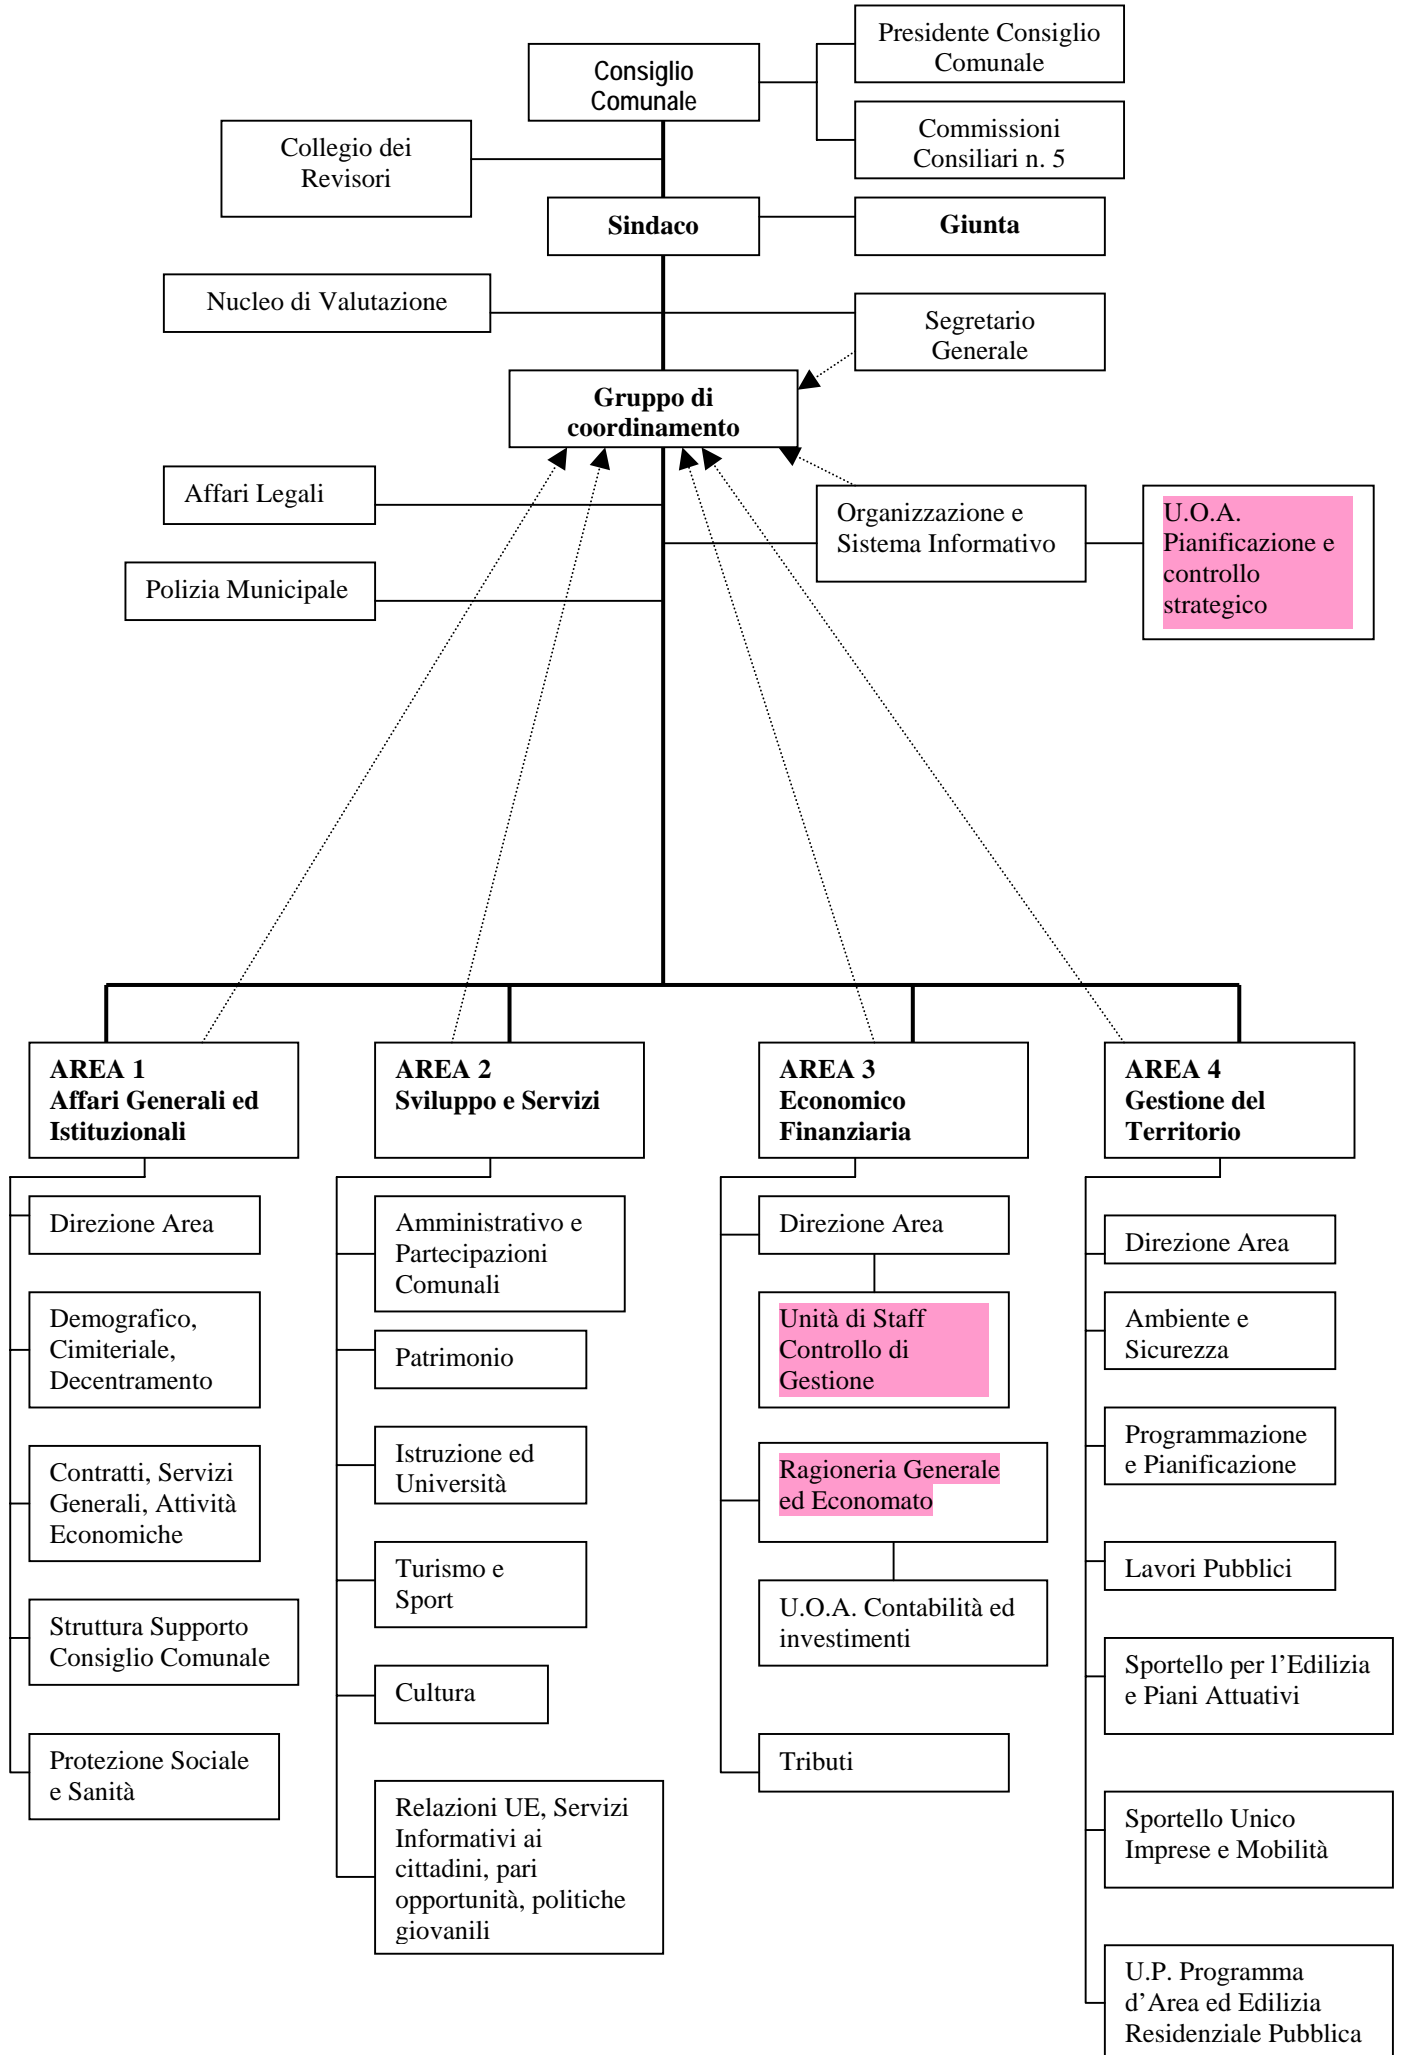 Presidente Consiglio
Comunale
Consiglio
Comunale
Commissioni
Consiliari n. 5
Collegio dei
Revisori
Sindaco
Giunta
Nucleo di Valutazione
Segretario
Generale
Gruppo di
coordinamento
Affari Legali
Organizzazione e
Sistema Informativo
U.O.A.
Pianificazione e
controllo
strategico
Polizia Municipale
AREA 1
Affari Generali ed
Istituzionali
AREA 2
Sviluppo e Servizi
AREA 3
Economico
Finanziaria
AREA 4
Gestione del
Territorio
Direzione Area
Demografico,
Cimiteriale,
Decentramento
Contratti, Servizi
Generali, Attività
Economiche
Struttura Supporto
Consiglio Comunale
Protezione Sociale
e Sanità
Amministrativo e
Partecipazioni
Comunali
Patrimonio
Istruzione ed
Università
Turismo e
Sport
Cultura
Relazioni UE, Servizi
Informativi ai
cittadini, pari
opportunità, politiche
giovanili
Direzione Area
Unità di Staff
Controllo di
Gestione
Ragioneria Generale
ed Economato
U.O.A. Contabilità ed
investimenti
Tributi
Direzione Area
Ambiente e
Sicurezza
Programmazione
e Pianificazione
Lavori Pubblici
Sportello per l'Edilizia
e Piani Attuativi
Sportello Unico
Imprese e Mobilità
U.P. Programma
d'Area ed Edilizia
Residenziale Pubblica